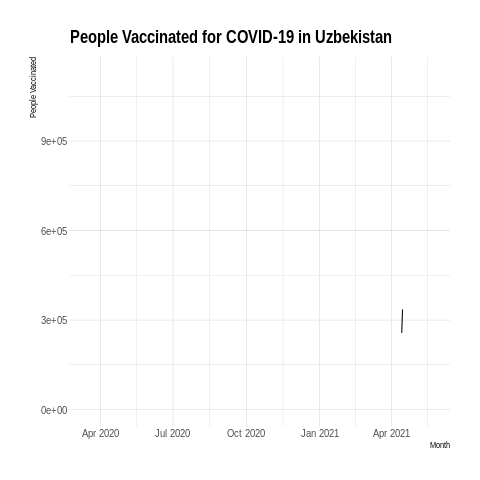 People Vaccinated for COVID-19 in Uzbekistan
People Vaccinated
9e+05
6e+05
3e+05
0e+00
Apr 2020 Jul 2020 Oct 2020 Jan 2021 Apr 2021
Month